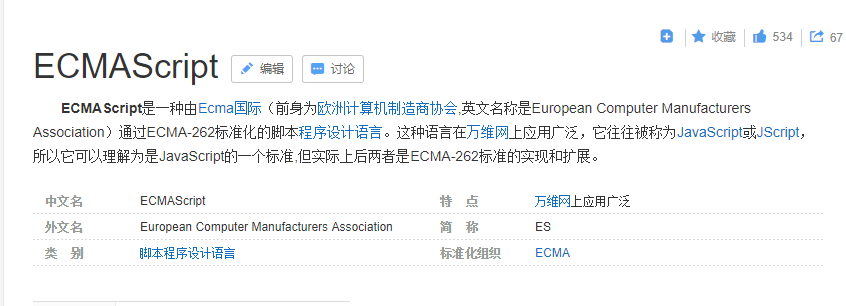 收藏 534 67
ECMAScript 编辑 讨论
ECMAScript是一种由Ecma国际（前身为欧洲计算机制造商协会,英文名称是European Computer Manufacturers
Association）通过ECMA-262标准化的脚本程序设计语言。这种语言在万维网上应用广泛，它往往被称为JavaScript或JScript，
所以它可以理解为是JavaScript的一个标准,但实际上后两者是ECMA-262标准的实现和扩展。
中文名 ECMAScript 特 点 万维网上应用广泛
外文名 European Computer Manufacturers Association 简 称 ES
类 别 脚本程序设计语言 标准化组织 ECMA